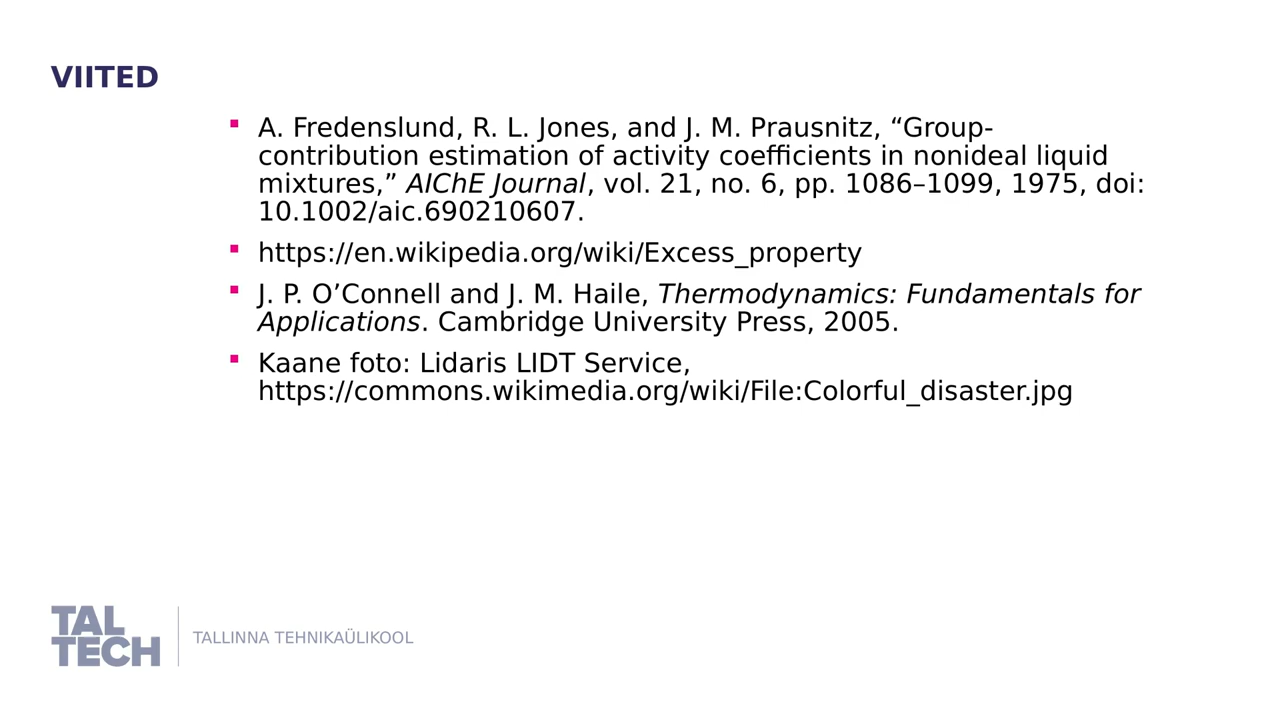 VIITED
A. Fredenslund, R. L. Jones, and J. M. Prausnitz, “Group-
contribution estimation of activity coefficients in nonideal liquid
mixtures,” AIChE Journal, vol. 21, no. 6, pp. 1086–1099, 1975, doi:
10.1002/aic.690210607.
https://en.wikipedia.org/wiki/Excess_property
J. P. O’Connell and J. M. Haile, Thermodynamics: Fundamentals for
Applications. Cambridge University Press, 2005.
Kaane foto: Lidaris LIDT Service,
https://commons.wikimedia.org/wiki/File:Colorful_disaster.jpg
TAL
TECH
TALLINNA TEHNIKAÜLIKOOL